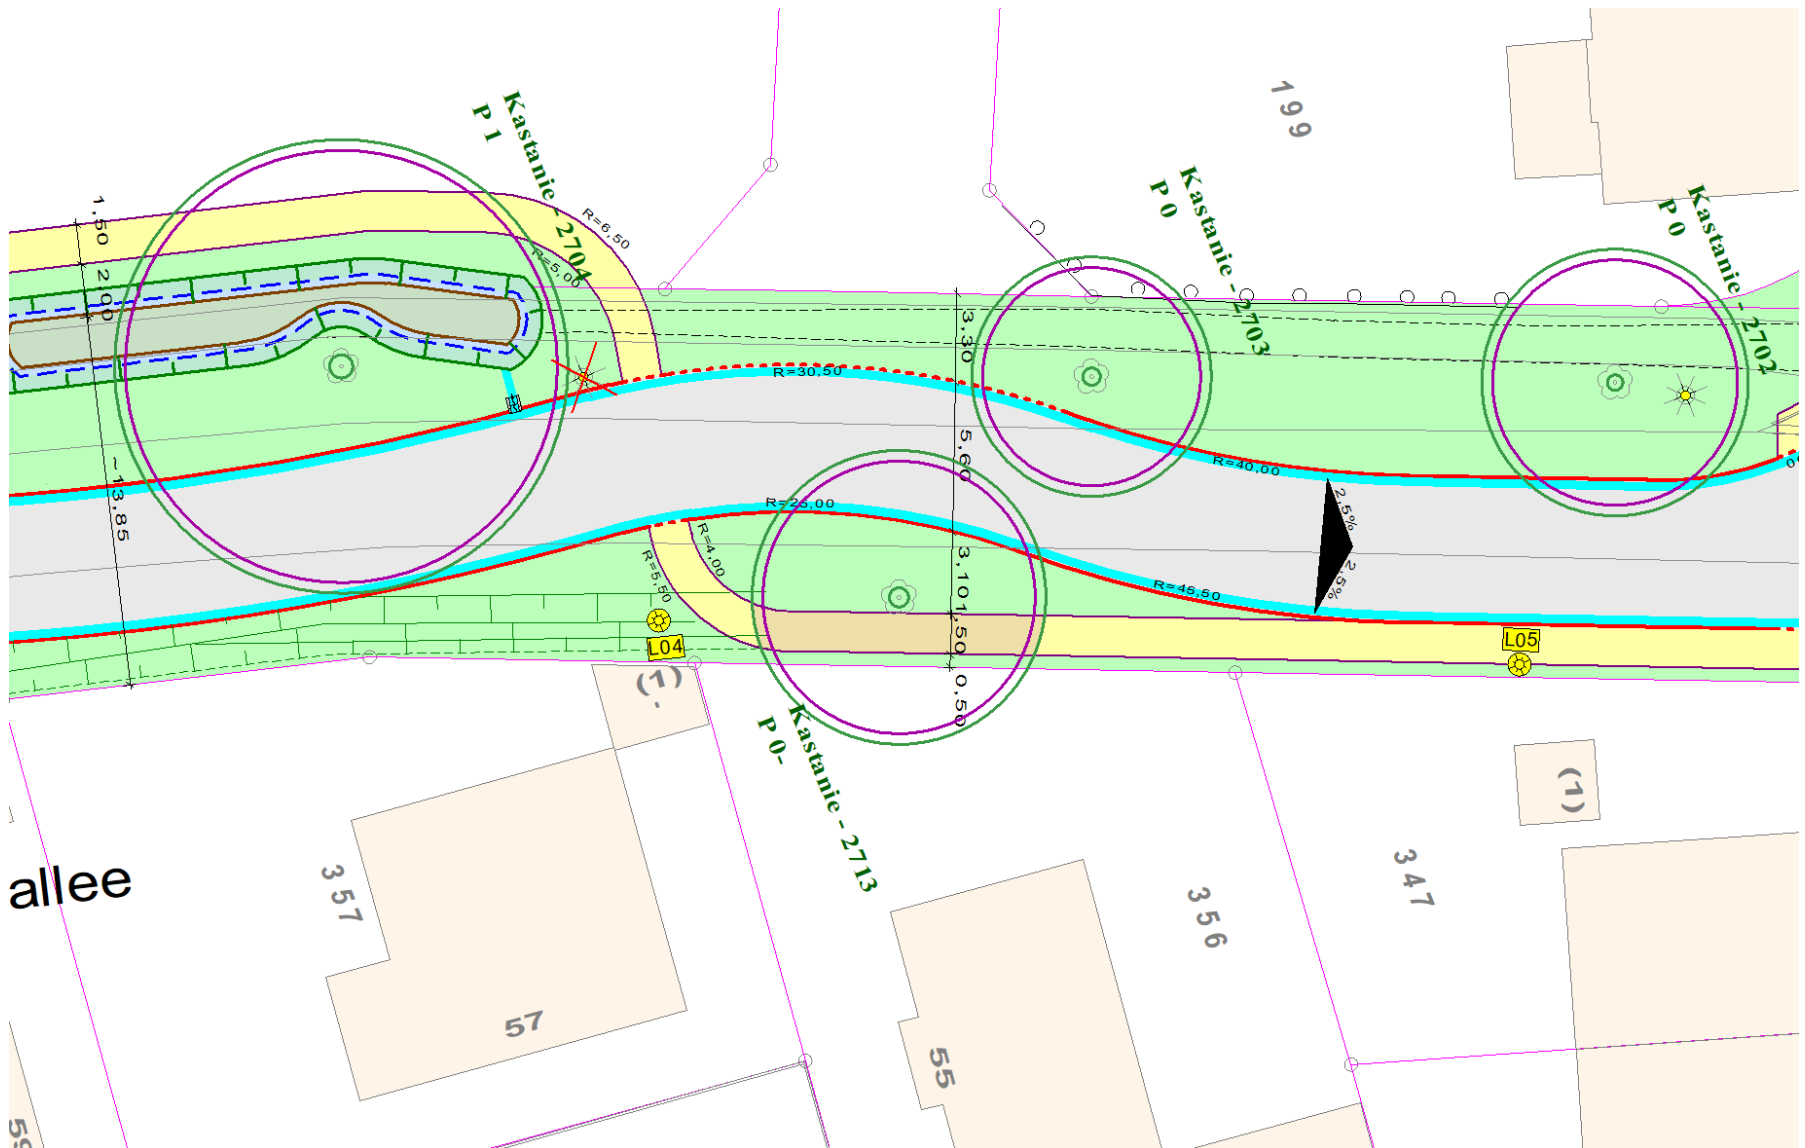 Kastanie - 2704
P 1
199
Kastanie - 2703
P 0
Kastanie - 2702
P 0
1,50
2,00
~13,85
R=6,50
R=5,00
3,30
R=30,50
5,60
R=40,00
2,5%
2,5%
R=25,00
R=4,00
R=5,50
3,10
1,50
0,50
R=45,50
L04
L05
(1)
Kastanie - 2713
P 0-
(1)
allee
357
356
347
57
55
59